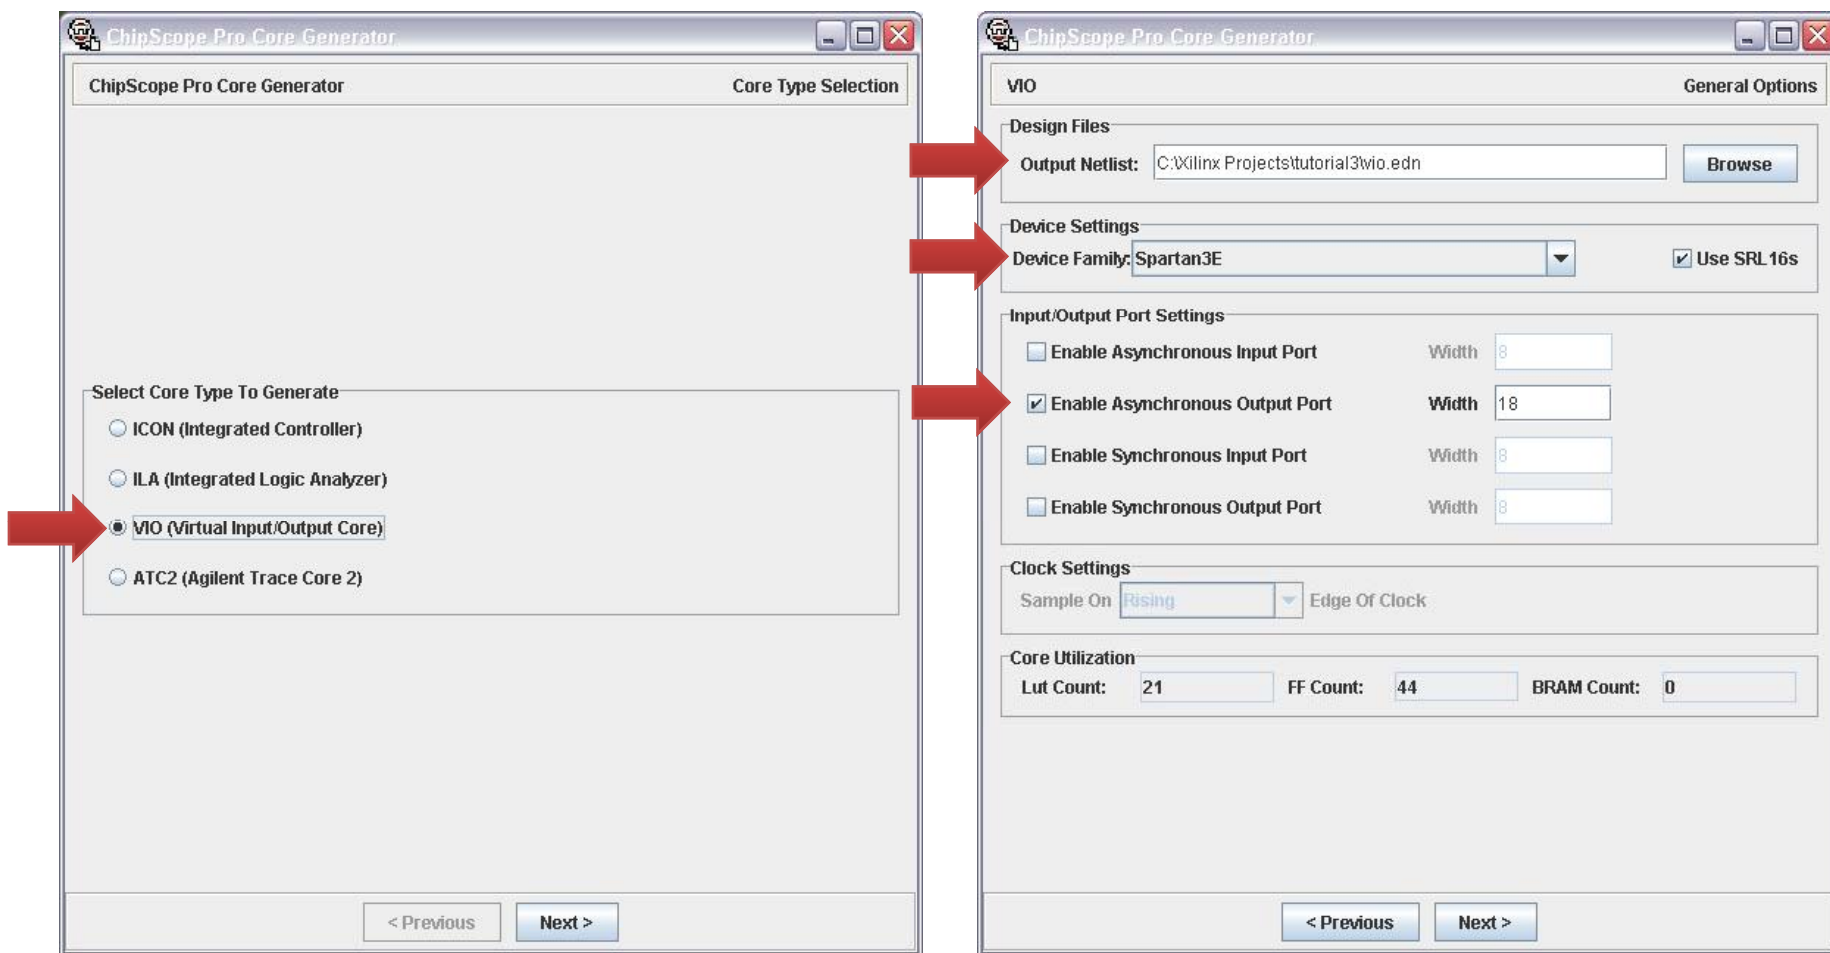 ChipScope Pro Core Generator
ChipScope Pro Core Generator Core Type Selection
Select Core Type To Generate
ICON (Integrated Controller)
ILA (Integrated Logic Analyzer)
VIO (Virtual Input/Output Core)
ATC2 (Agilent Trace Core 2)
< Previous Next >
ChipScope Pro Core Generator
VIO General Options
Design Files
Output Netlist: C:\Xilinx Projects\tutorial3\vio.edn Browse
Device Settings
Device Family: Spartan3E Use SRL16s
Input/Output Port Settings
Enable Asynchronous Input Port Width 8
Enable Asynchronous Output Port Width 18
Enable Synchronous Input Port Width 8
Enable Synchronous Output Port Width 8
Clock Settings
Sample On Rising Edge Of Clock
Core Utilization
Lut Count: 21 FF Count: 44 BRAM Count: 0
< Previous Next >